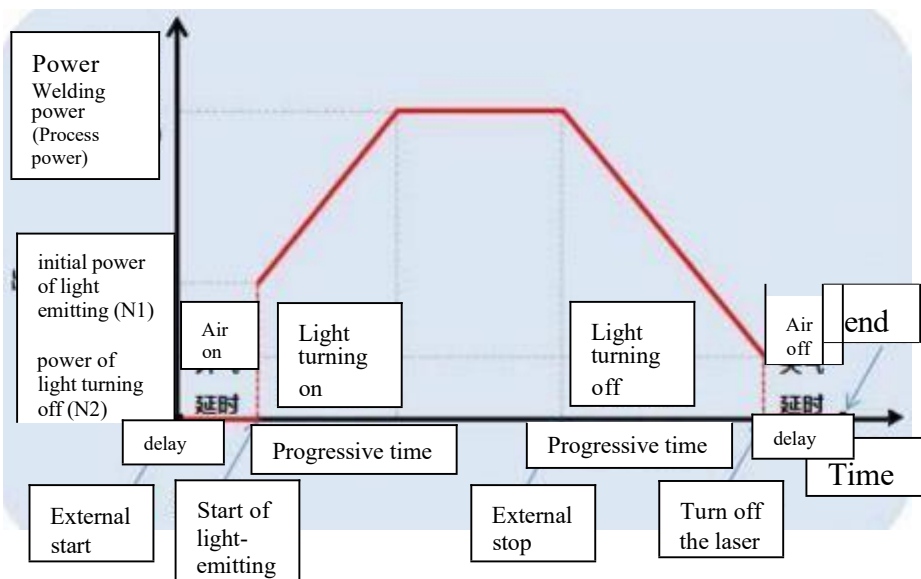 Power
Welding
power
(Process
power)
initial power
of light
emitting (N1)
power of
light turning
off (N2)
Air
on
延时
delay
Light
turning
on
Progressive time
Light
turning
off
Progressive time
Air
off
延时
delay
end
Time
External
start
Start of
light-
emitting
External
stop
Turn off
the laser